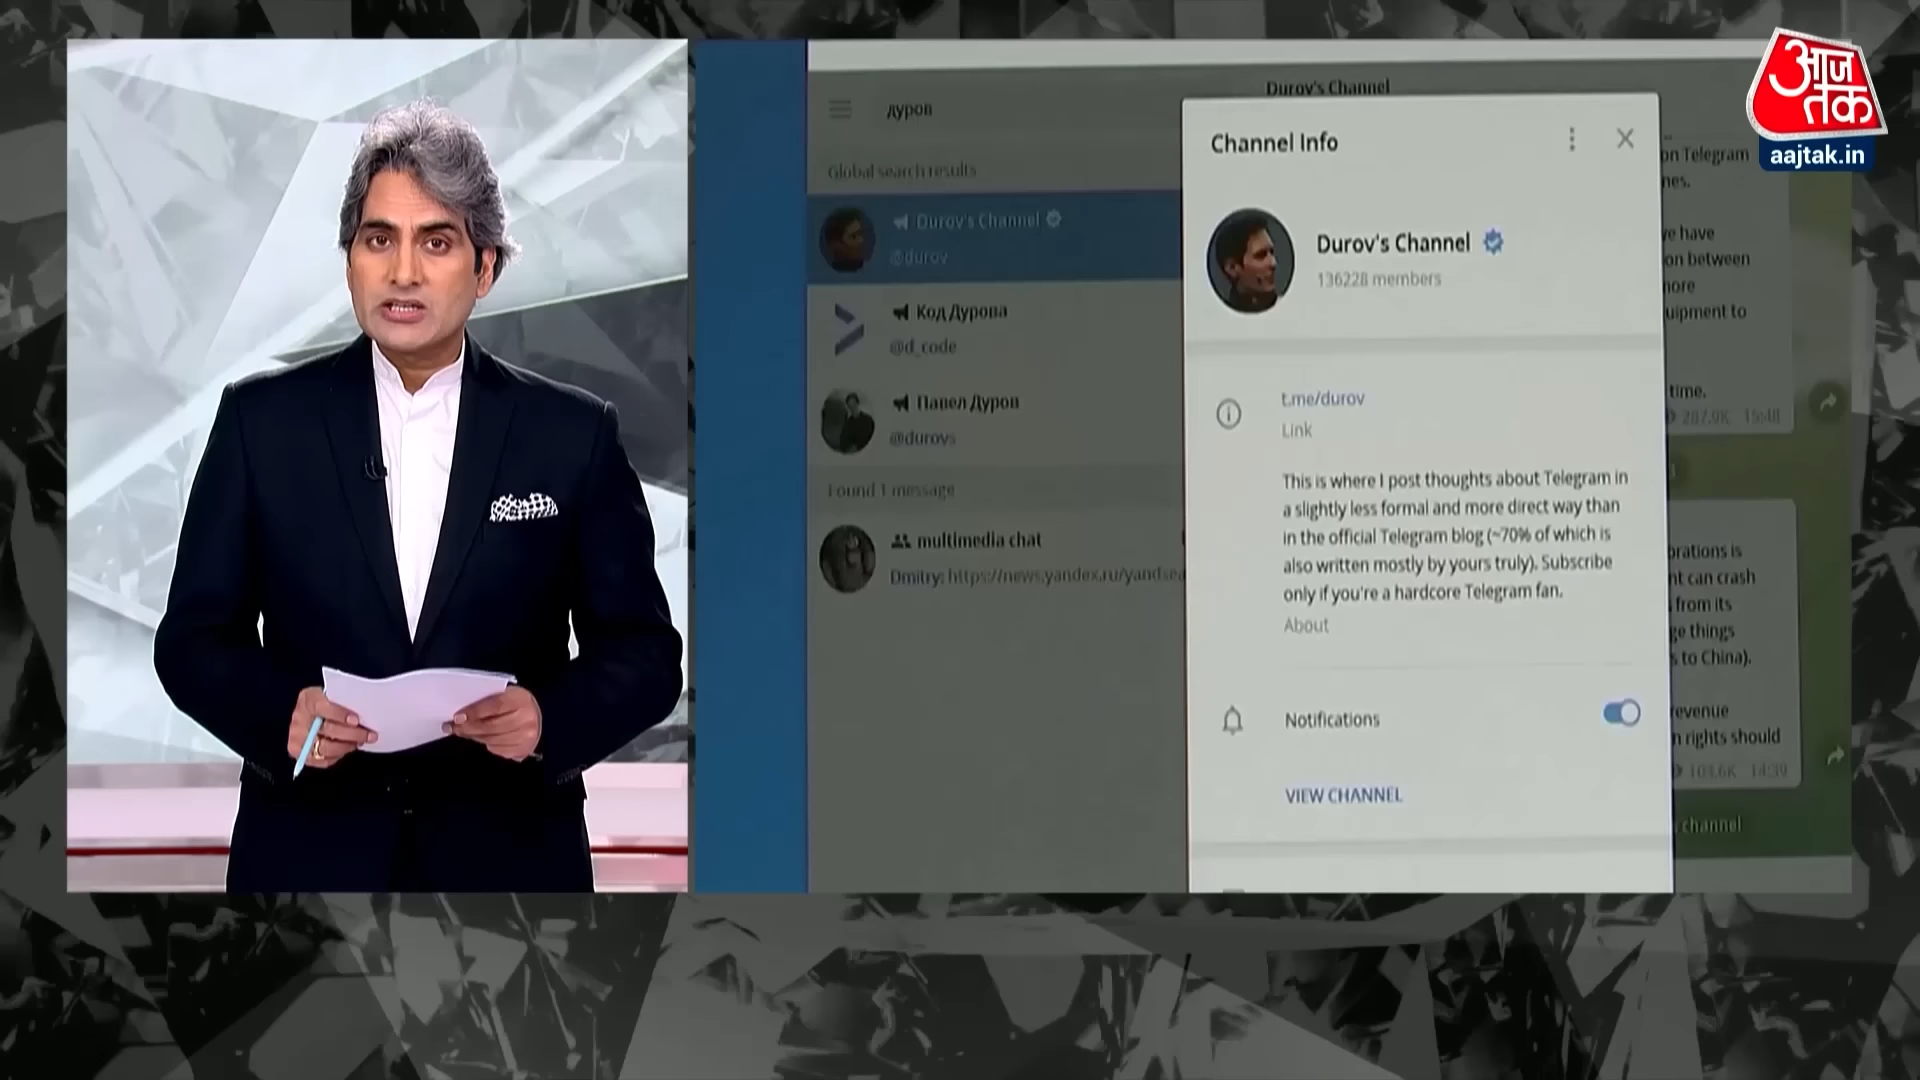 आज
तक
aajtak.in
Durov's Channel
дуров
Global search results
Durov's Channel
@durov
Код Дурова
@d_code
Павел Дуров
@durovs
Found 1 message
multimedia chat
Dmitry: https://news.yandex.ru/yandsea
Channel Info
Durov's Channel
136228 members
t.me/durov
Link
This is where I post thoughts about Telegram in
a slightly less formal and more direct way than
in the official Telegram blog (~70% of which is
also written mostly by yours truly). Subscribe
only if you're a hardcore Telegram fan.
About
Notifications
VIEW CHANNEL
on Telegram
nes.
ve have
on between
nore
uipment to
time.
287.9K 15:48
brations is
nt can crash
from its
ge things
s to China).
revenue
n rights should
103.6K 14:39
channel